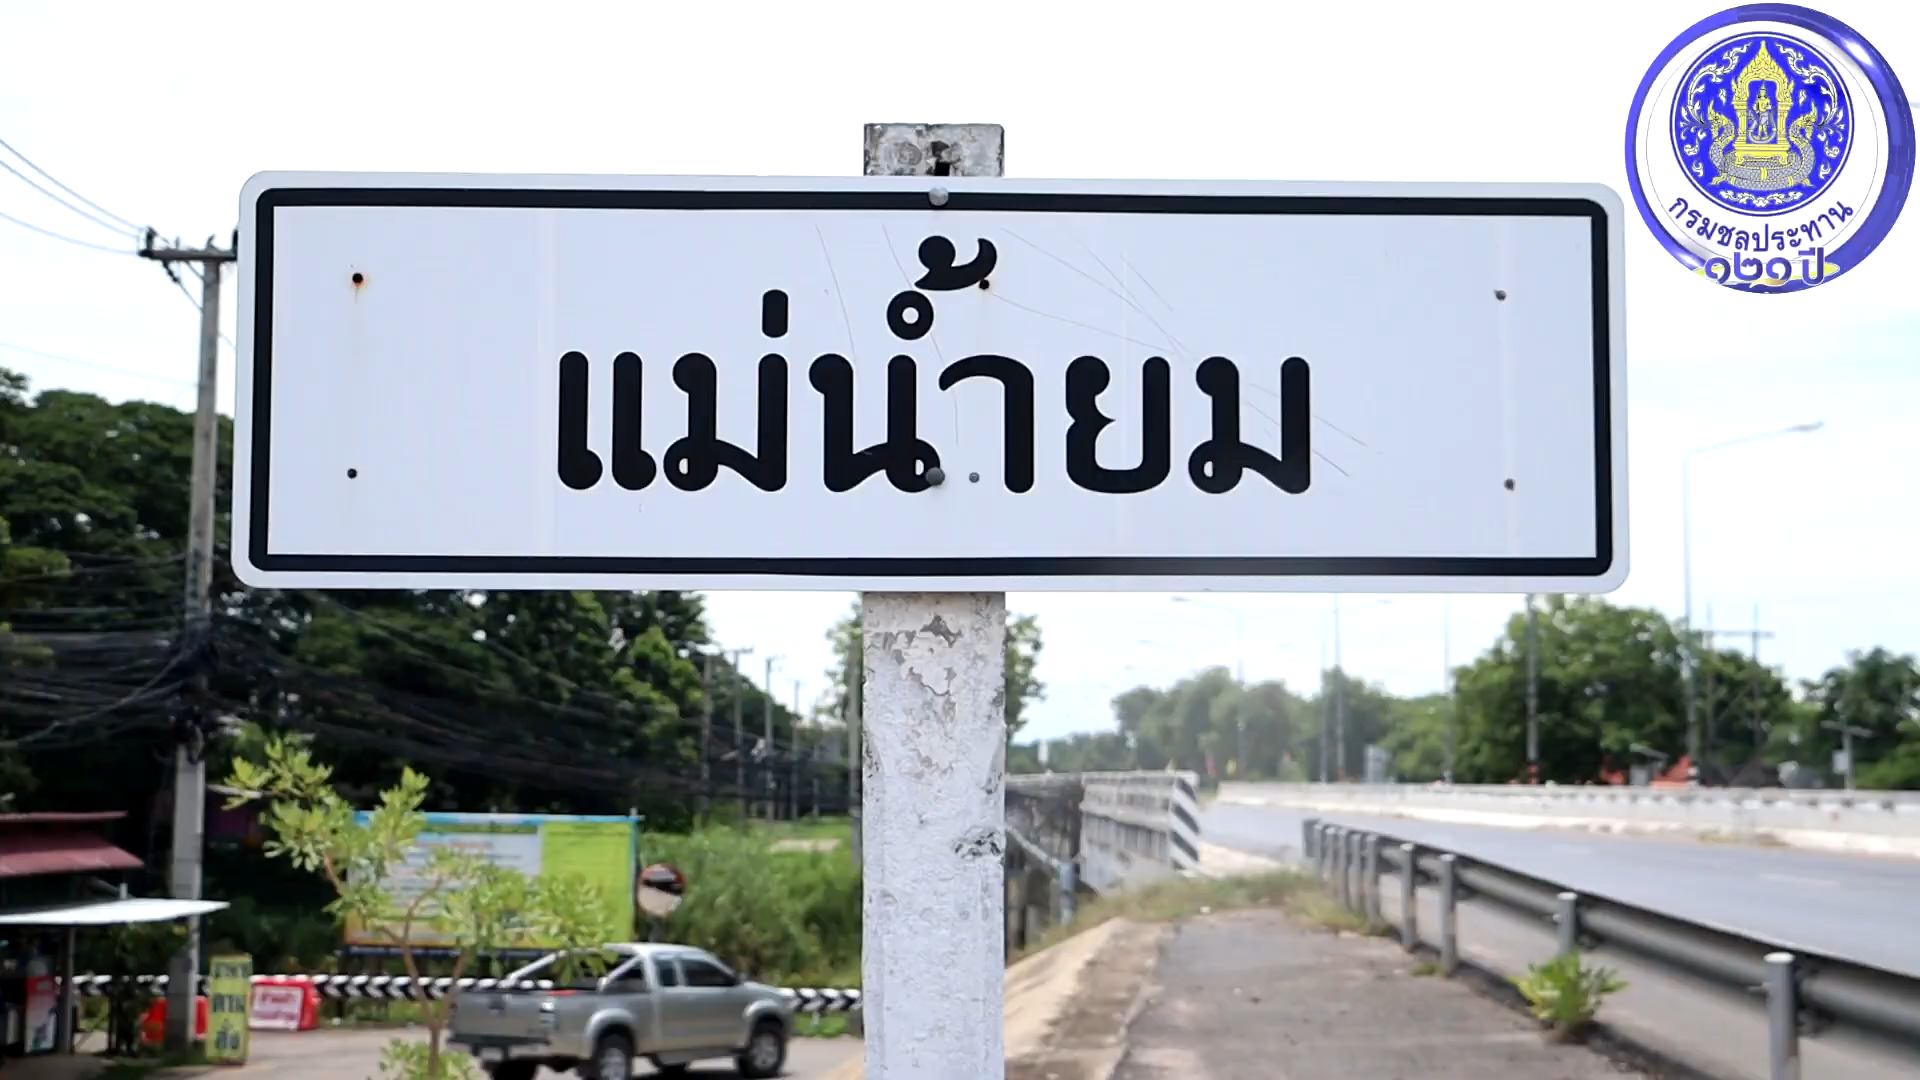 แม่น้ำยม
กรมชลประทาน
๑๒๑ ปี